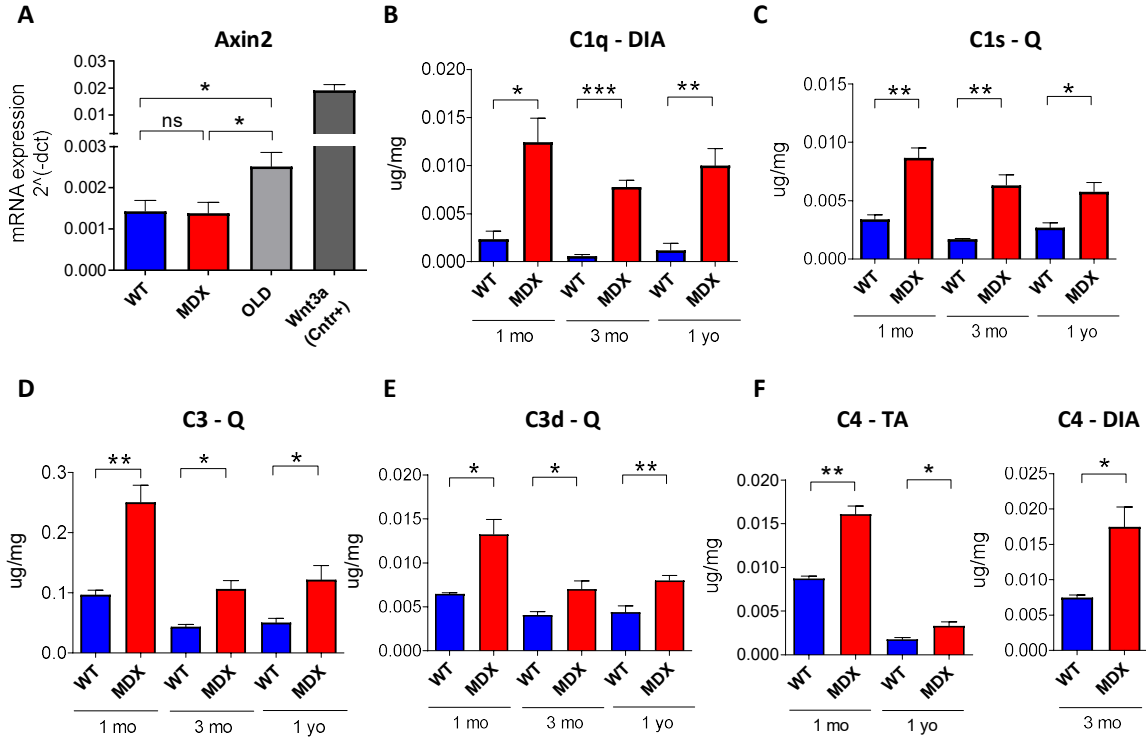 A
Axin2
mRNA expression
2^(-dct)
0.03
0.02
0.01
0.003
0.002
0.001
0.000
*
ns
*
WT
MDX
OLD
Wnt3a
(Cntr+)
B
C1q - DIA
ug/mg
0.020
0.015
0.010
0.005
0.000
*
***
**
WT
MDX
WT
MDX
WT
MDX
1 mo
3 mo
1 yo
C
C1s - Q
ug/mg
0.015
0.010
0.005
0.000
**
**
*
WT
MDX
WT
MDX
WT
MDX
1 mo
3 mo
1 yo
D
C3 - Q
ug/mg
0.3
0.2
0.1
0.0
**
*
*
WT
MDX
WT
MDX
WT
MDX
1 mo
3 mo
1 yo
E
C3d - Q
ug/mg
0.020
0.015
0.010
0.005
0.000
*
*
**
WT
MDX
WT
MDX
WT
MDX
1 mo
3 mo
1 yo
F
C4 - TA
ug/mg
0.020
0.015
0.010
0.005
0.000
**
*
WT
MDX
WT
MDX
1 mo
1 yo
C4 - DIA
ug/mg
0.025
0.020
0.015
0.010
0.005
0.000
*
WT
MDX
3 mo